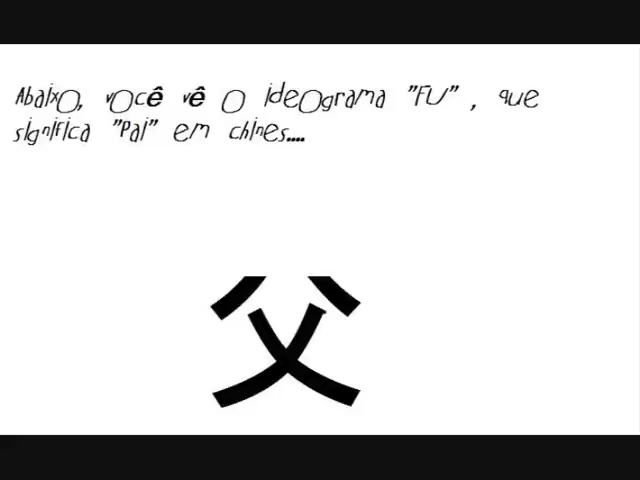 Abaixo, você vê o ideograma "FU" , que
significa "Pai" em chines....
父